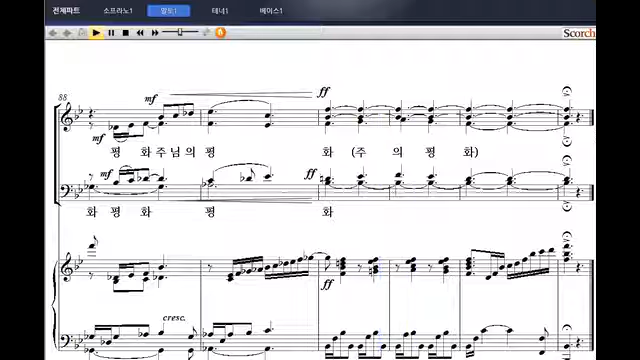 전체파트 소프라노1 알토1 테너1 베이스1
Scorch
88 mf ff
mf
평 화 주 님 의 평 화 (주 의 평 화)
mf ff
화 평 화 평 화
ff
cresc.